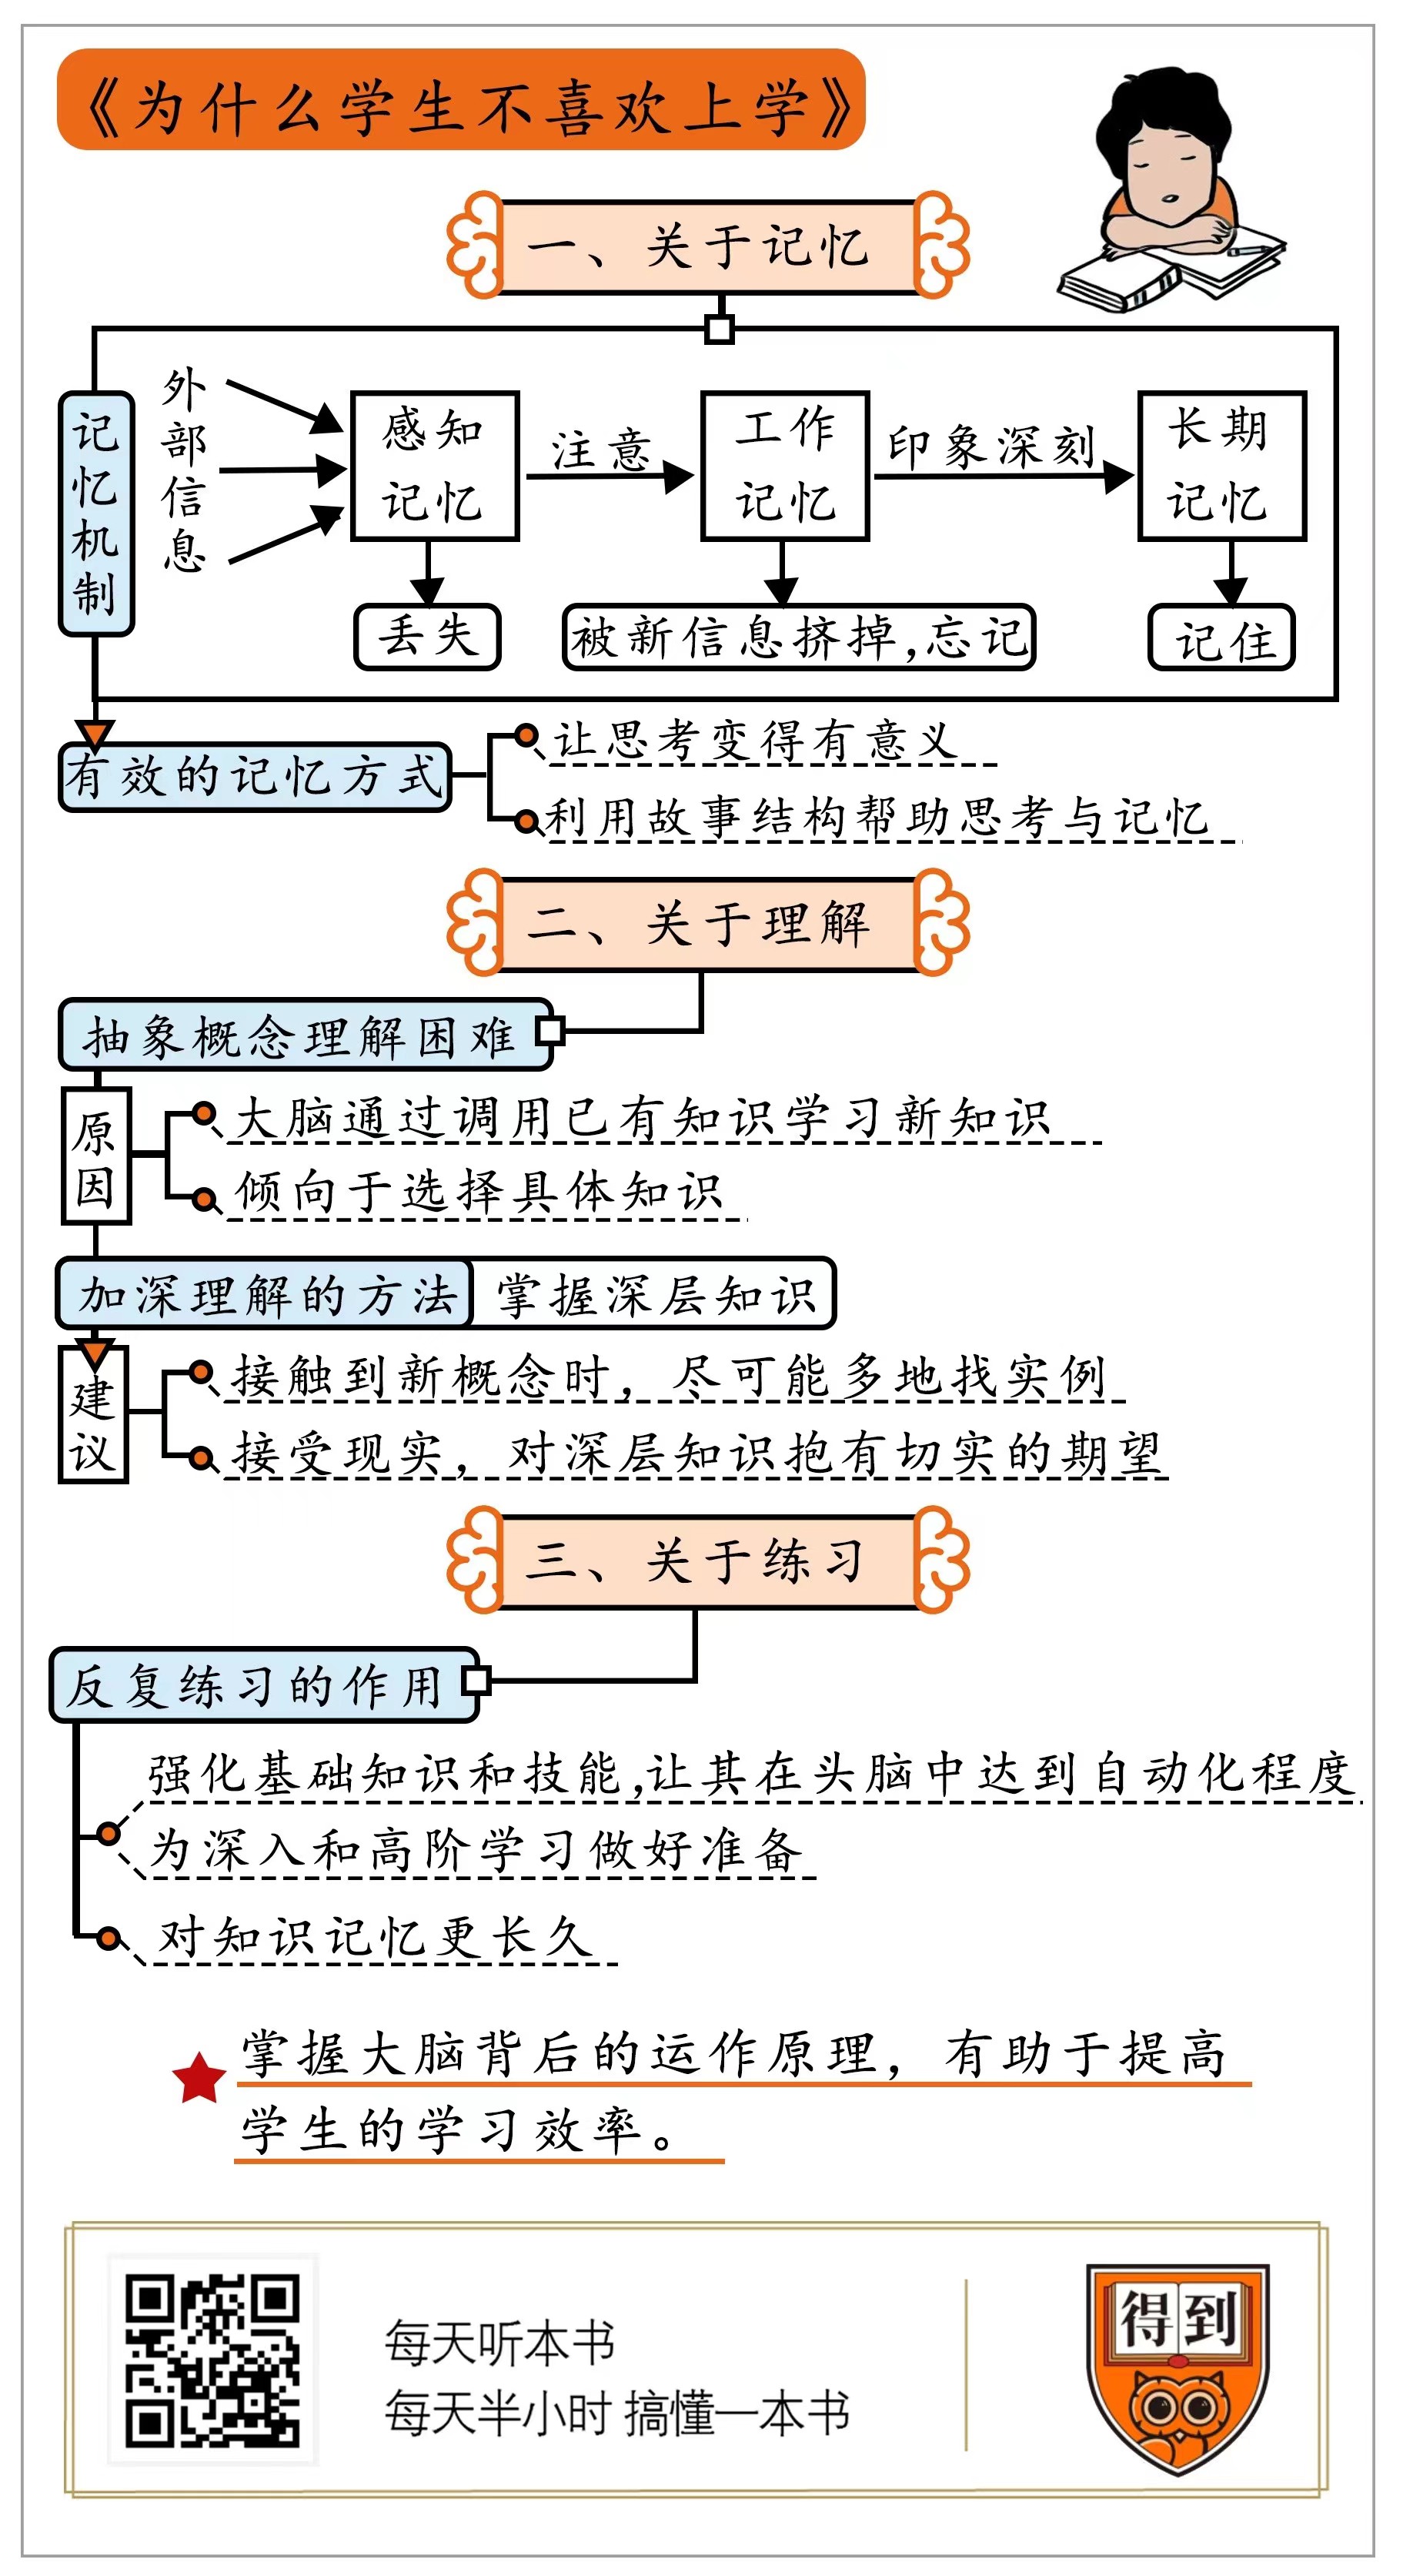 《为什么学生不喜欢上学》
一、关于记忆
记忆机制
外部信息
感知
记忆
注意
工作
记忆
印象深刻
长期
记忆
丢失
被新信息挤掉,忘记
记住
有效的记忆方式
让思考变得有意义
利用故事结构帮助思考与记忆
二、关于理解
抽象概念理解困难
原因
大脑通过调用已有知识学习新知识
倾向于选择具体知识
加深理解的方法 掌握深层知识
建议
接触到新概念时，尽可能多地找实例
接受现实，对深层知识抱有切实的期望
三、关于练习
反复练习的作用
强化基础知识和技能,让其在头脑中达到自动化程度
为深入和高阶学习做好准备
对知识记忆更长久
掌握大脑背后的运作原理，有助于提高
学生的学习效率。
每天听本书
每天半小时 搞懂一本书
得到